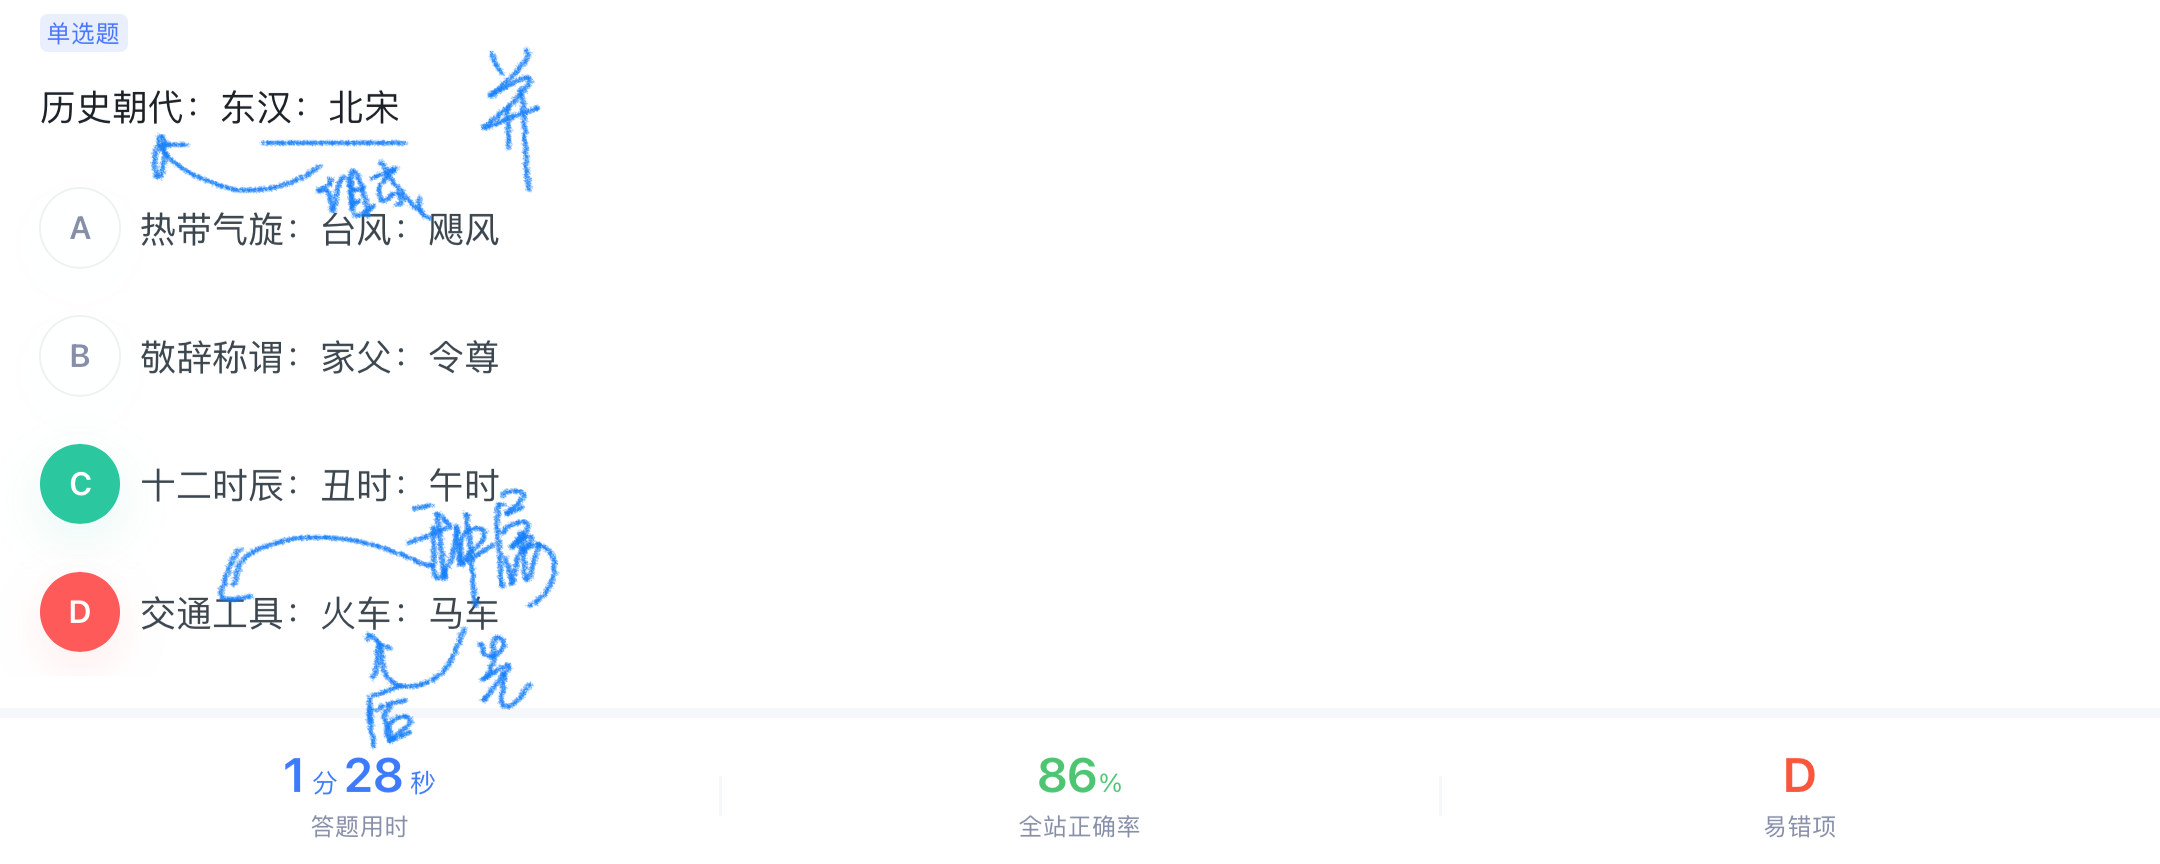 单选题
历史朝代：东汉：北宋
并
组成
A 热带气旋：台风：飓风
B 敬辞称谓：家父：令尊
C 十二时辰：丑时：午时
种属
D 交通工具：火车：马车
先
后
1分28秒 86% D
答题用时 全站正确率 易错项